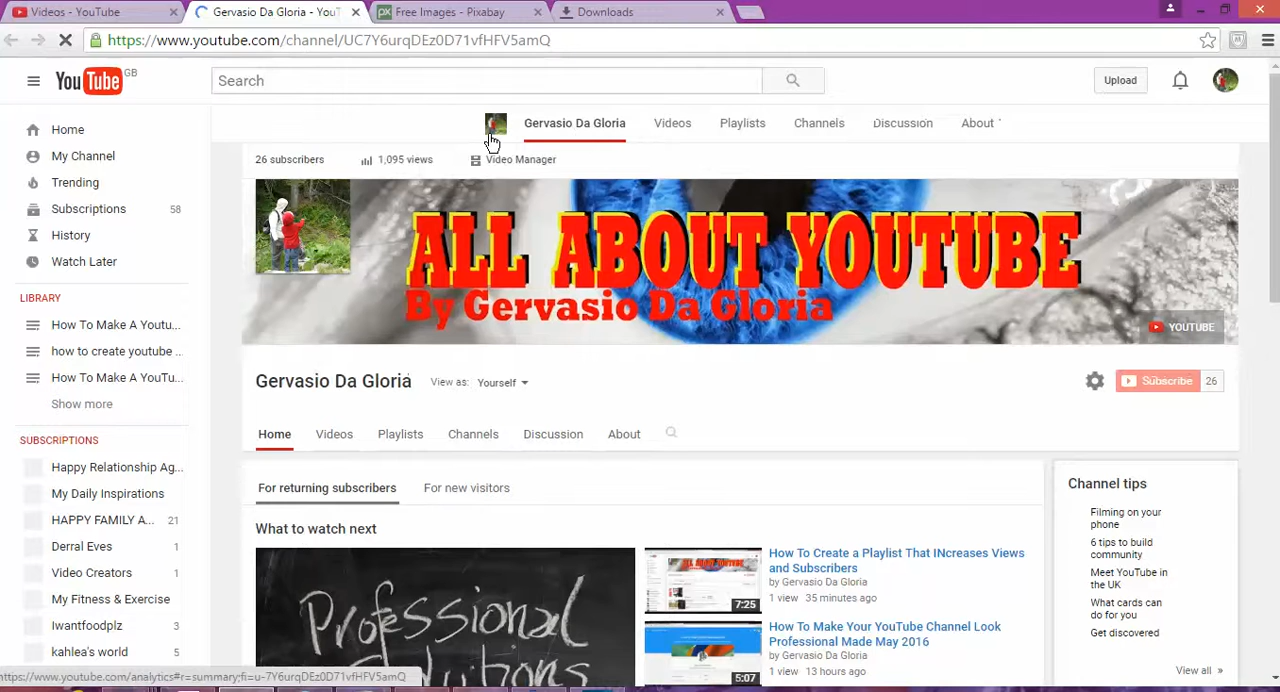 Videos - YouTube
Gervasio Da Gloria - YouT
Free Images - Pixabay
Downloads
https://www.youtube.com/channel/UC7Y6urqDEz0D71vfHFV5amQ
YouTube GB
Search
Upload
Gervasio Da Gloria Videos Playlists Channels Discussion About
26 subscribers 1,095 views Video Manager
Home
My Channel
Trending
Subscriptions 58
History
Watch Later
LIBRARY
How To Make A Youtu...
how to create youtube ...
How To Make A YouTu...
Show more
SUBSCRIPTIONS
Happy Relationship Ag...
My Daily Inspirations
HAPPY FAMILY A... 21
Derral Eves 1
Video Creators 1
My Fitness & Exercise
Iwantfoodplz 3
kahlea's world 5
ALL ABOUT YOUTUBE
By Gervasio Da Gloria
YOUTUBE
Gervasio Da Gloria View as: Yourself
Subscribe 26
Home Videos Playlists Channels Discussion About
For returning subscribers For new visitors
What to watch next
Professional
How To Create a Playlist That INcreases Views
and Subscribers
by Gervasio Da Gloria
1 view 35 minutes ago
7:25
How To Make Your YouTube Channel Look
Professional Made May 2016
by Gervasio Da Gloria
1 view 13 hours ago
5:07
Channel tips
Filming on your
phone
6 tips to build
community
Meet YouTube in
the UK
What cards can
do for you
Get discovered
View all »
https://www.youtube.com/analytics#r=summary;fi=u-7Y6urqDEz0D71vfHFV5amQ